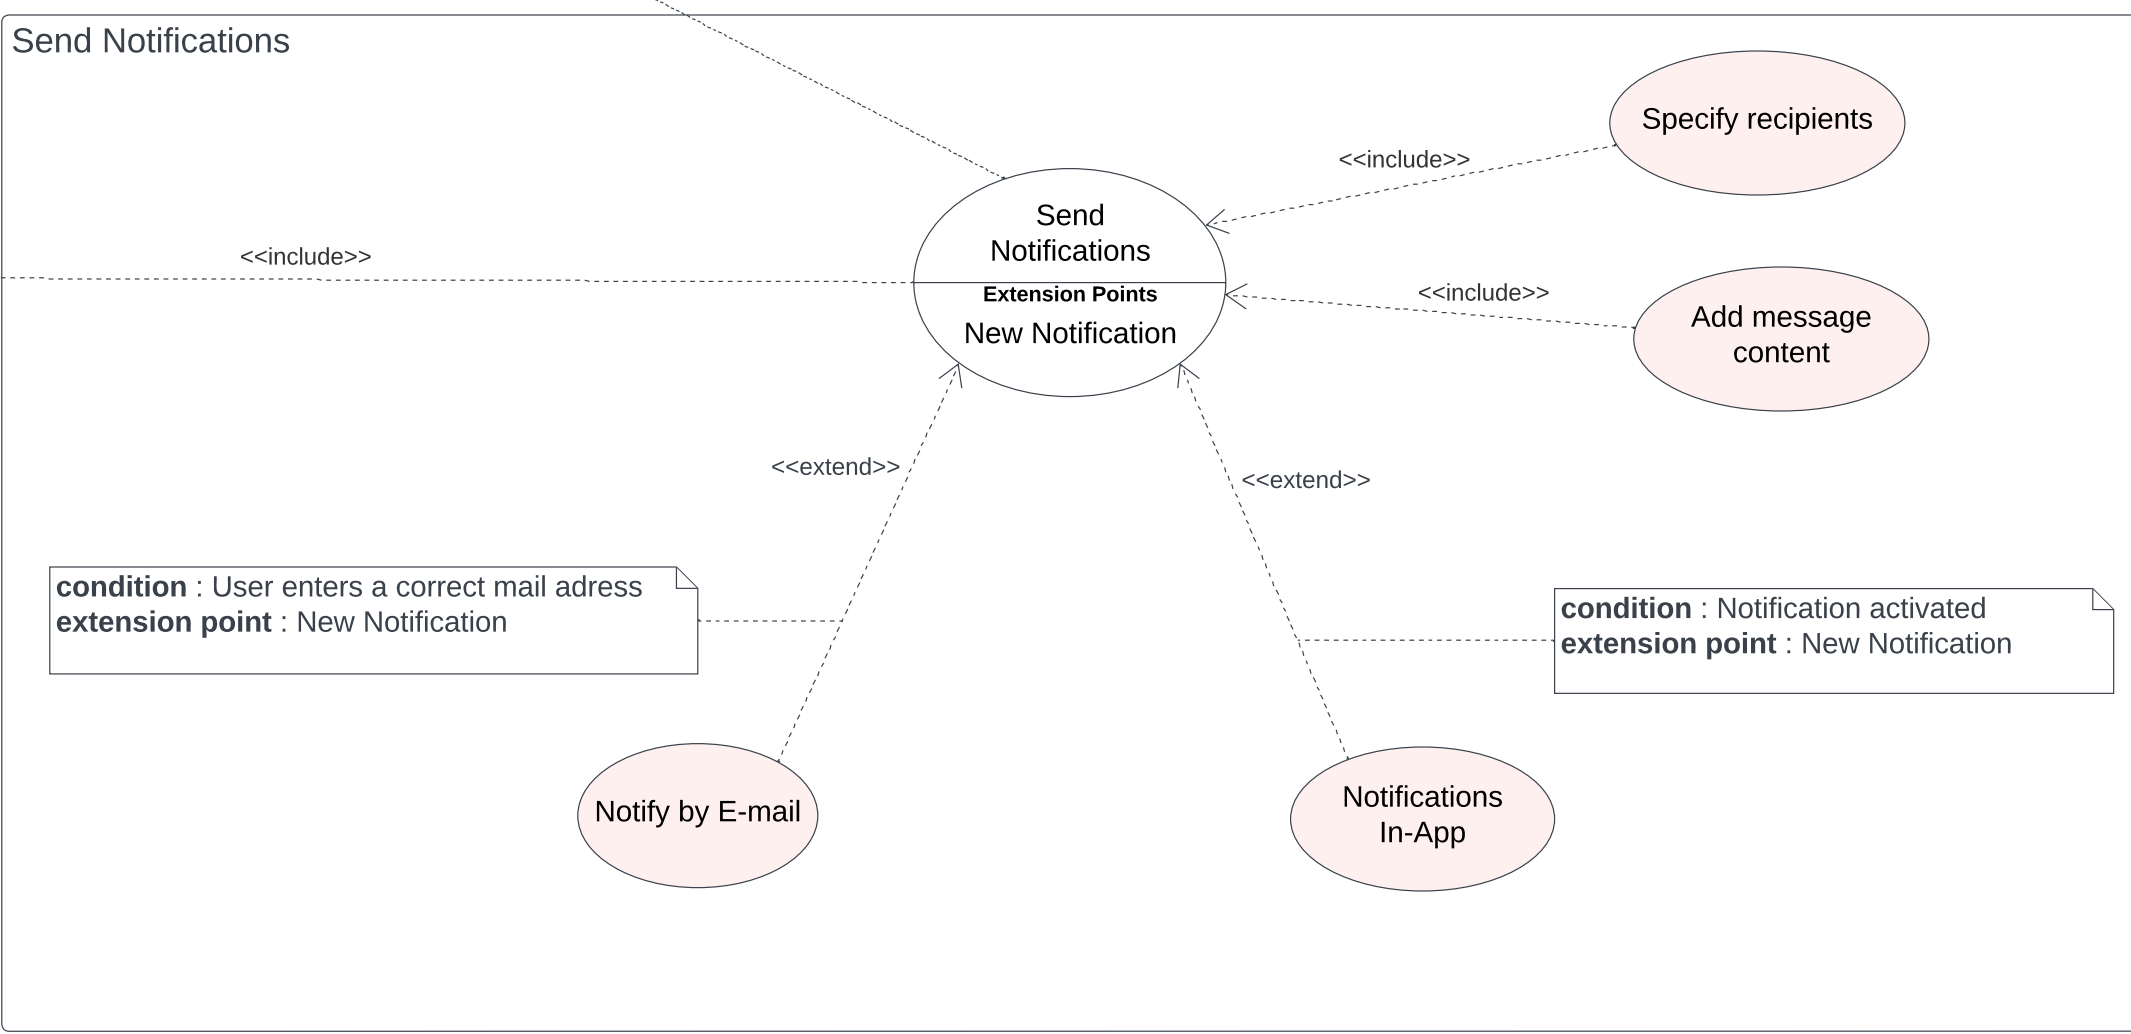 Send Notifications
Specify recipients
<<include>>
Send
Notifications
<<include>>
Extension Points
New Notification
<<include>>
Add message
content
<<extend>>
<<extend>>
condition : User enters a correct mail adress
extension point : New Notification
condition : Notification activated
extension point : New Notification
Notify by E-mail
Notifications
In-App